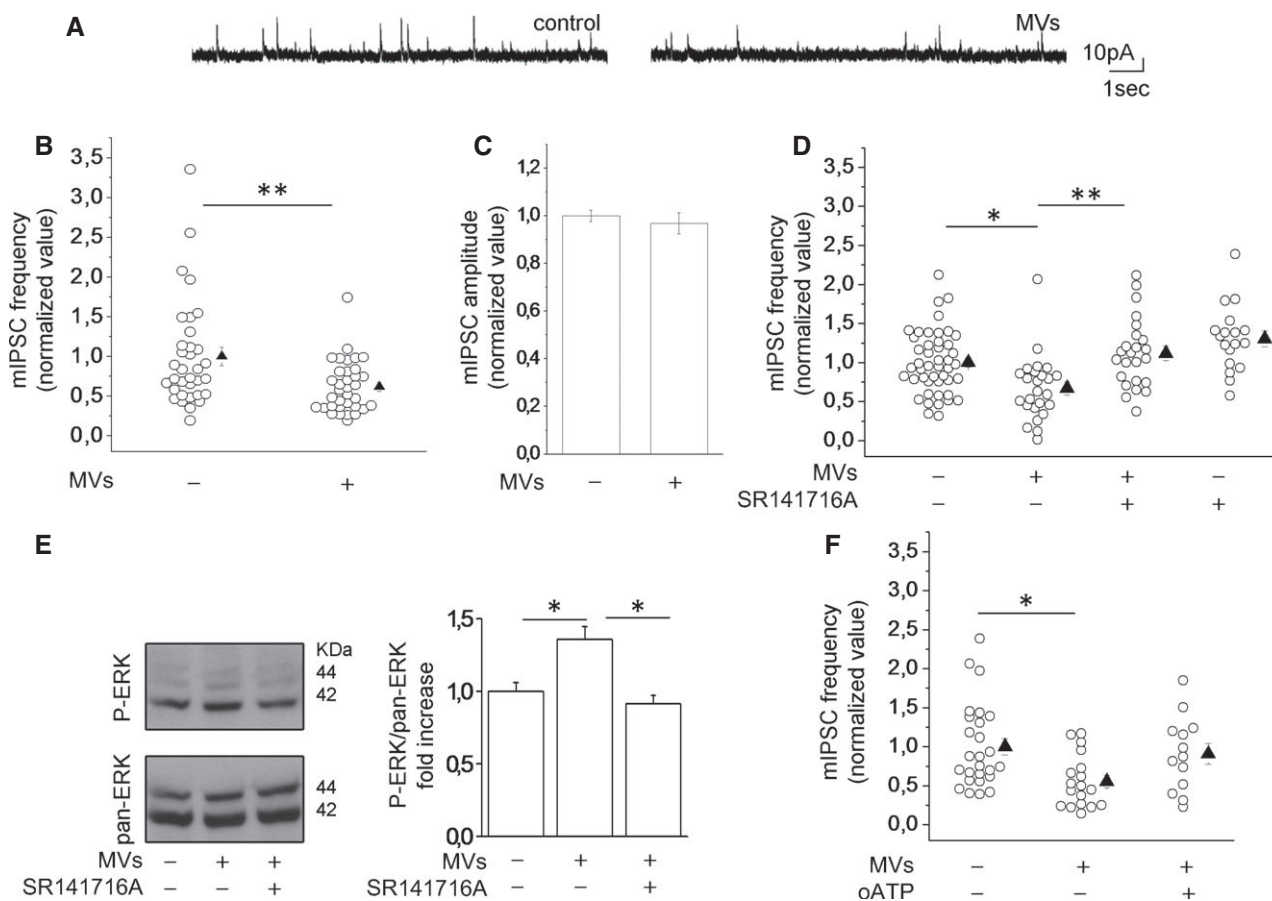 A
control
MVs
10pA
1sec
B
mIPSC frequency
(normalized value)
3,5
3,0
2,5
2,0
1,5
1,0
0,5
0,0
**
MVs
− +
C
mIPSC amplitude
(normalized value)
1,2
1,0
0,8
0,6
0,4
0,2
0,0
MVs
− +
D
mIPSC frequency
(normalized value)
3,5
3,0
2,5
2,0
1,5
1,0
0,5
0,0
*
**
MVs − + + −
SR141716A − − + +
E
P-ERK
KDa
44
42
pan-ERK
44
42
− + + MVs
SR141716A − − +
P-ERK/pan-ERK
fold increase
1,5
1,0
0,5
0,0
*
*
MVs − + +
SR141716A − − +
F
mIPSC frequency
(normalized value)
3,5
3,0
2,5
2,0
1,5
1,0
0,5
0,0
*
MVs − + +
oATP − − +